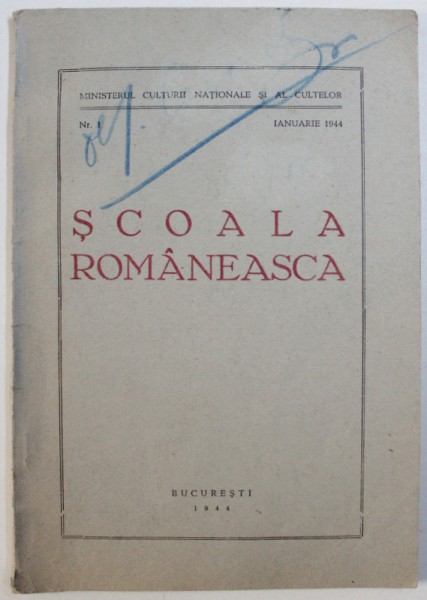 MINISTERUL CULTURII NAȚIONALE ȘI AL CULTELOR
Nr. 1 IANUARIE 1944
ȘCOALA
ROMÂNEASCA
BUCUREȘTI
1944